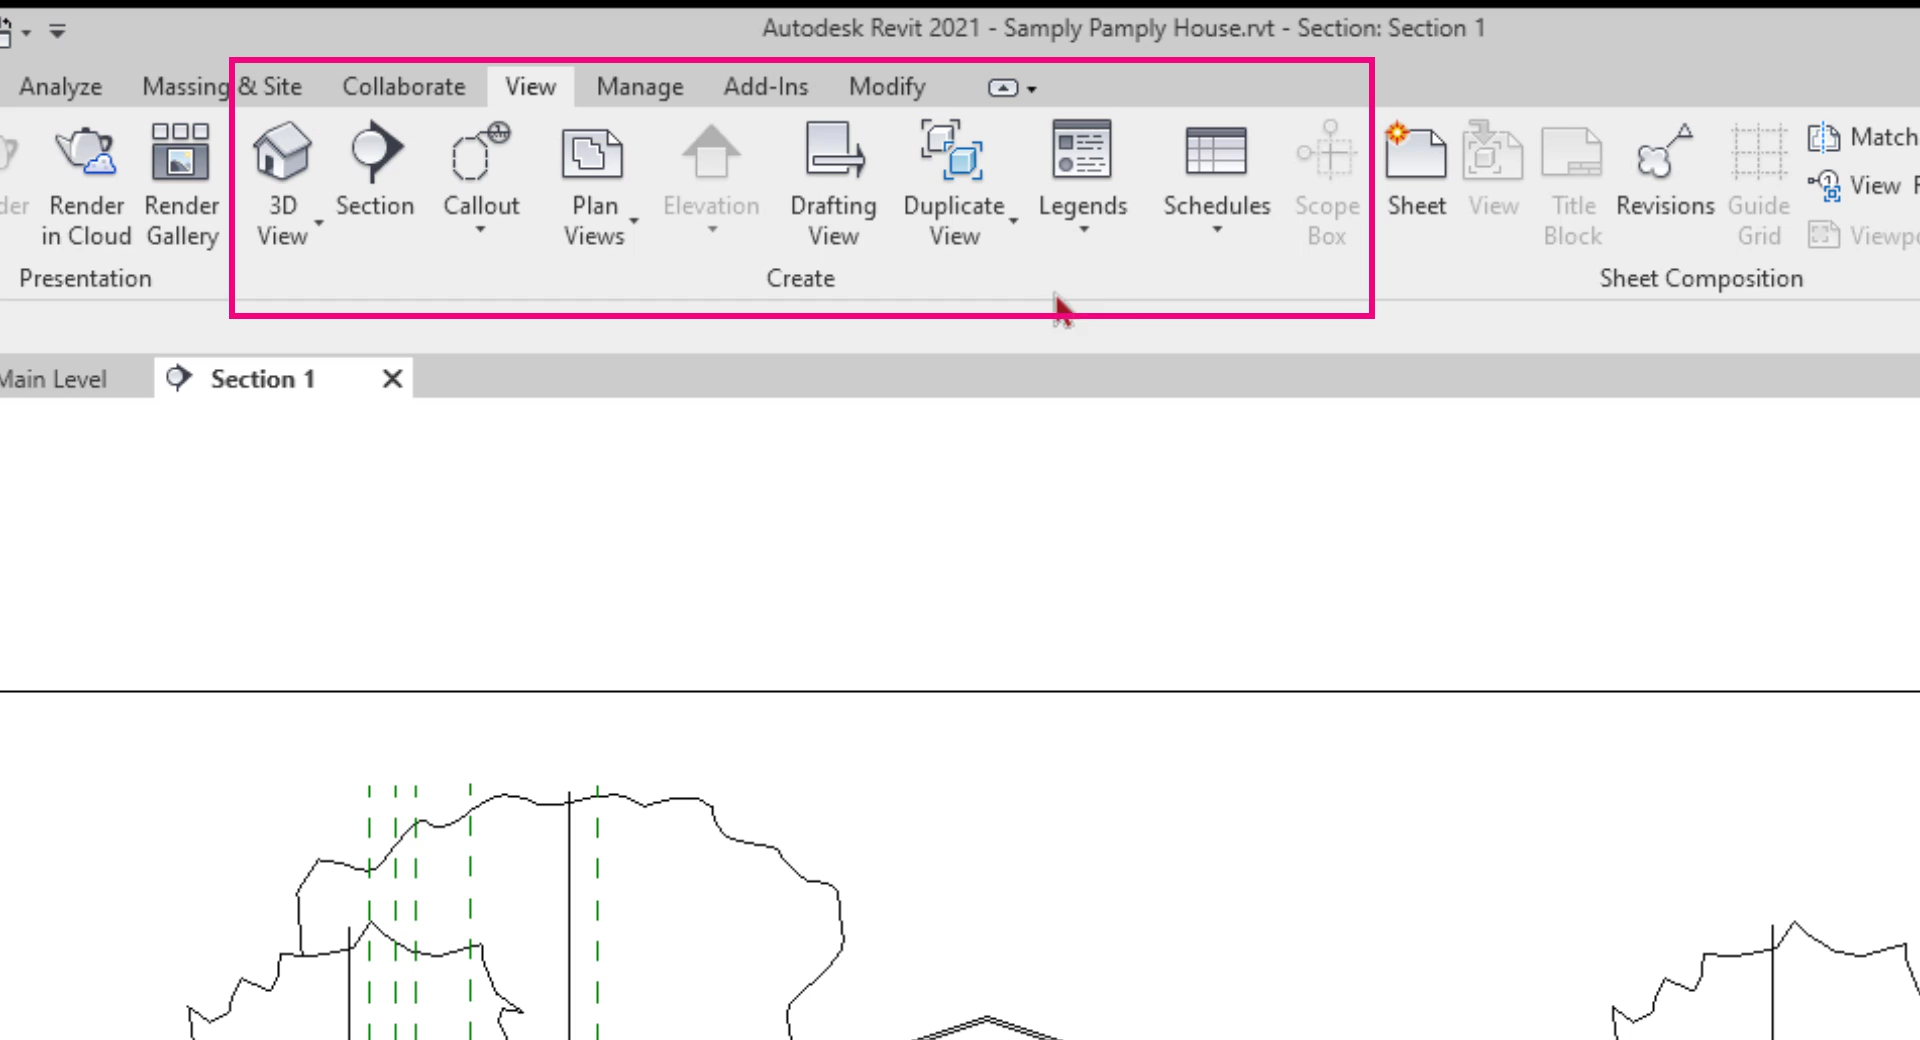 Autodesk Revit 2021 - Samply Pamply House.rvt - Section: Section 1
Analyze Massing & Site Collaborate View Manage Add-Ins Modify
Render in Cloud
Render Gallery
Presentation
3D View
Section
Callout
Plan Views
Elevation
Drafting View
Duplicate View
Legends
Schedules
Scope Box
Create
Sheet
View
Title Block
Revisions
Guide Grid
Match
View
Sheet Composition
Main Level
Section 1